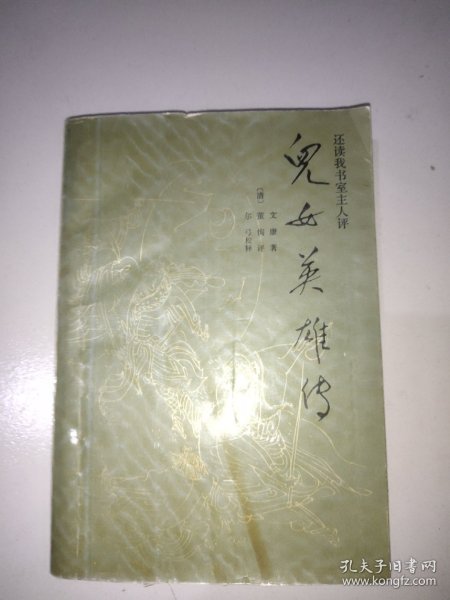 还读我书室主人评
兒女英雄传
〔清〕
文康 著
董恂 评
尔弓 校释
孔夫子旧书网
www.kongfz.com